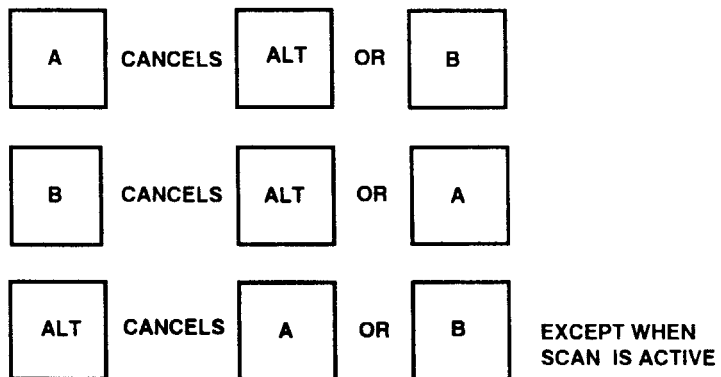 A CANCELS ALT OR B
B CANCELS ALT OR A
ALT CANCELS A OR B EXCEPT WHEN
SCAN IS ACTIVE